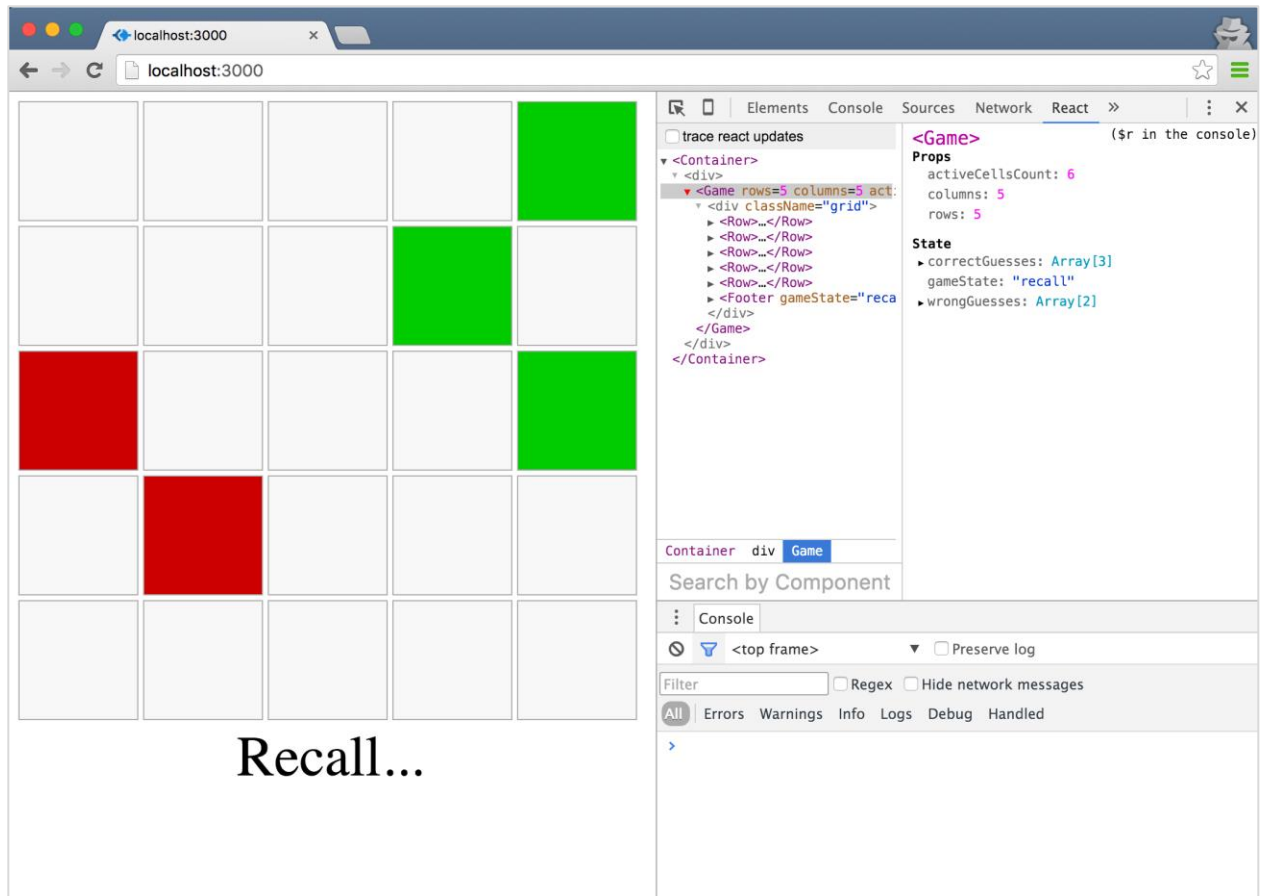 localhost:3000
localhost:3000
Recall...
Elements Console Sources Network React »
trace react updates
<Container>
<div>
<Game rows=5 columns=5 act
<div className="grid">
<Row>…</Row>
<Row>…</Row>
<Row>…</Row>
<Row>…</Row>
<Row>…</Row>
<Footer gameState="reca
</div>
</Game>
</div>
</Container>
Container div Game
Search by Component
<Game> ($r in the console)
Props
activeCellsCount: 6
columns: 5
rows: 5
State
correctGuesses: Array[3]
gameState: "recall"
wrongGuesses: Array[2]
Console
<top frame> Preserve log
Filter Regex Hide network messages
All Errors Warnings Info Logs Debug Handled